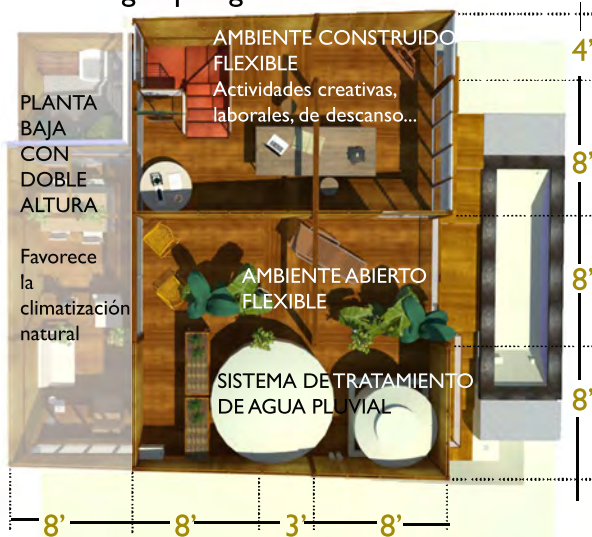 AMBIENTE CONSTRUIDO
FLEXIBLE
Actividades creativas,
laborales, de descanso...
PLANTA
BAJA
CON
DOBLE
ALTURA
Favorece
la
climatización
natural
AMBIENTE ABIERTO
FLEXIBLE
SISTEMA DE TRATAMIENTO
DE AGUA PLUVIAL
4'
8'
8'
8'
8'
8'
3'
8'